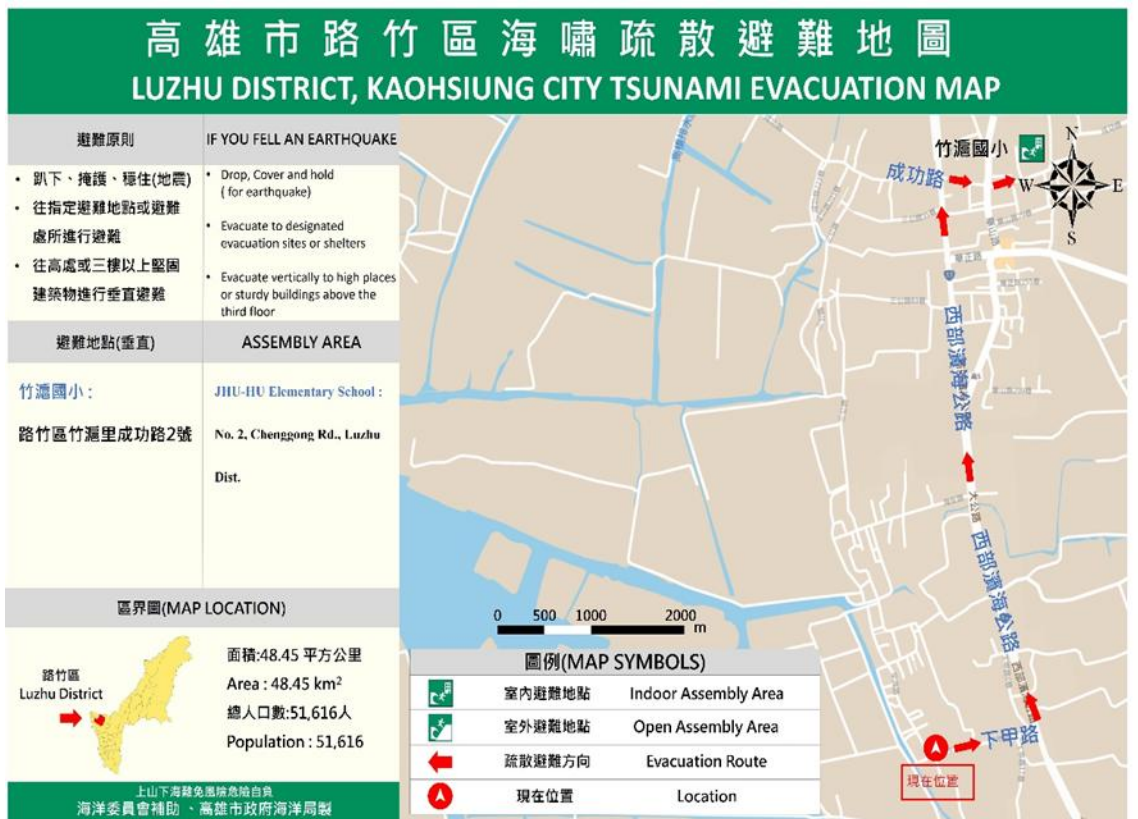 高雄市路竹區海嘯疏散避難地圖
LUZHU DISTRICT, KAOHSIUNG CITY TSUNAMI EVACUATION MAP
避難原則
• 趴下、掩護、穩住(地震)
• 往指定避難地點或避難
處所進行避難
• 往高處或三樓以上堅固
建築物進行垂直避難
IF YOU FELL AN EARTHQUAKE
• Drop, Cover and hold
( for earthquake)
• Evacuate to designated
evacuation sites or shelters
• Evacuate vertically to high places
or sturdy buildings above the
third floor
避難地點(垂直)
竹滬國小 :
路竹區竹滬里成功路2號
ASSEMBLY AREA
JHU-HU Elementary School :
No. 2, Chenggong Rd., Luzhu
Dist.
區界圖(MAP LOCATION)
路竹區
Luzhu District
面積:48.45 平方公里
Area : 48.45 km²
總人口數:51,616人
Population : 51,616
上山下海難免風險危險自負
海洋委員會補助 、高雄市政府海洋局製
竹滬國小
N
W
E
S
成功路
西部濱海公路
大公路
西部濱海公路
下甲路
現在位置
0 500 1000 2000
m
圖例(MAP SYMBOLS)
室內避難地點 Indoor Assembly Area
室外避難地點 Open Assembly Area
疏散避難方向 Evacuation Route
現在位置 Location